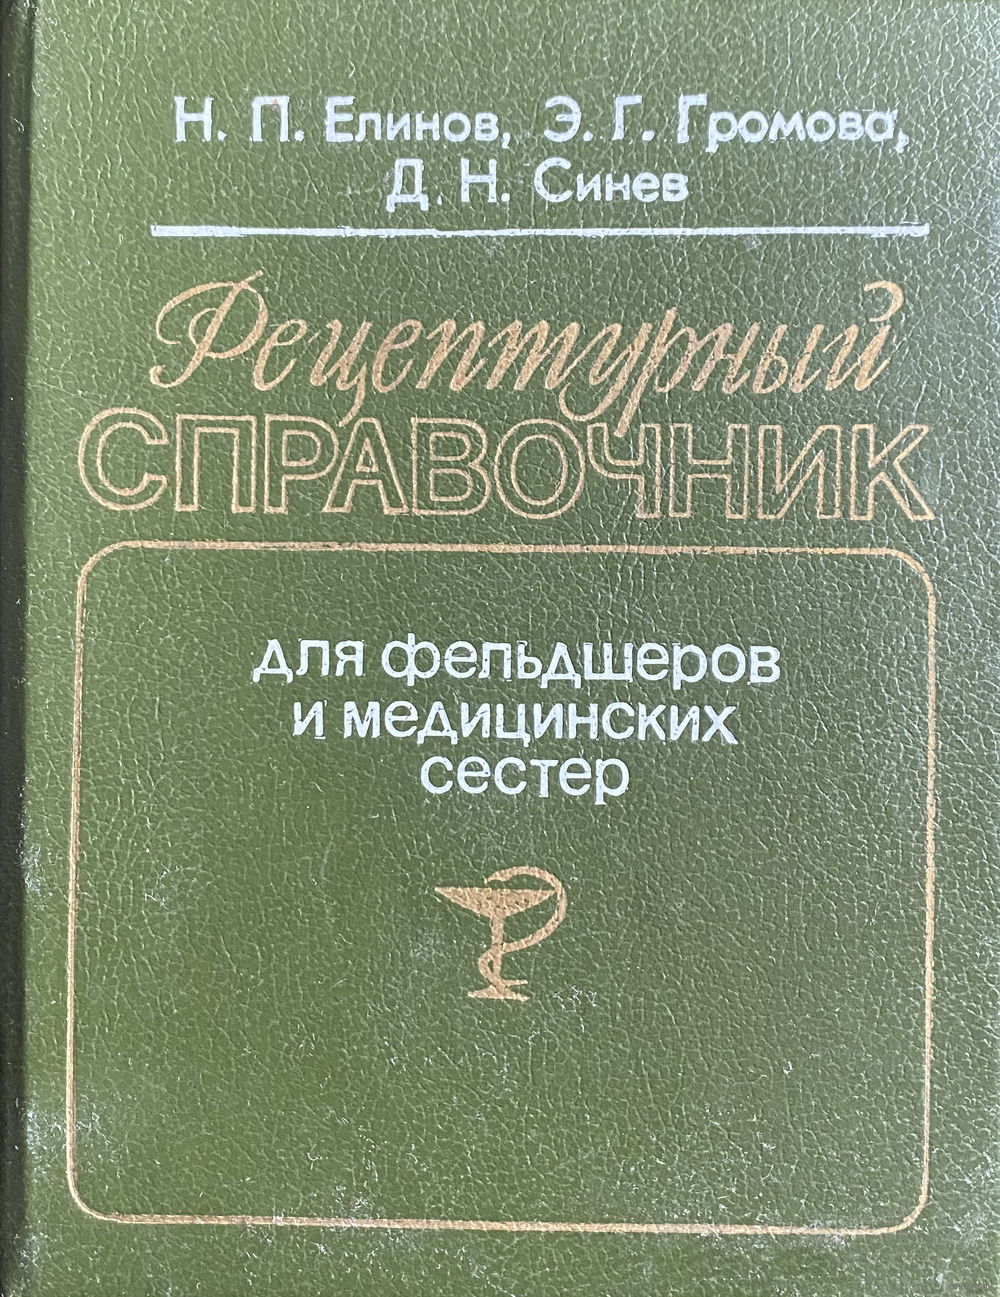 Н. П. Елинов, Э. Г. Громова,
Д. Н. Синев
Рецептурный
СПРАВОЧНИК
для фельдшеров
и медицинских
сестер